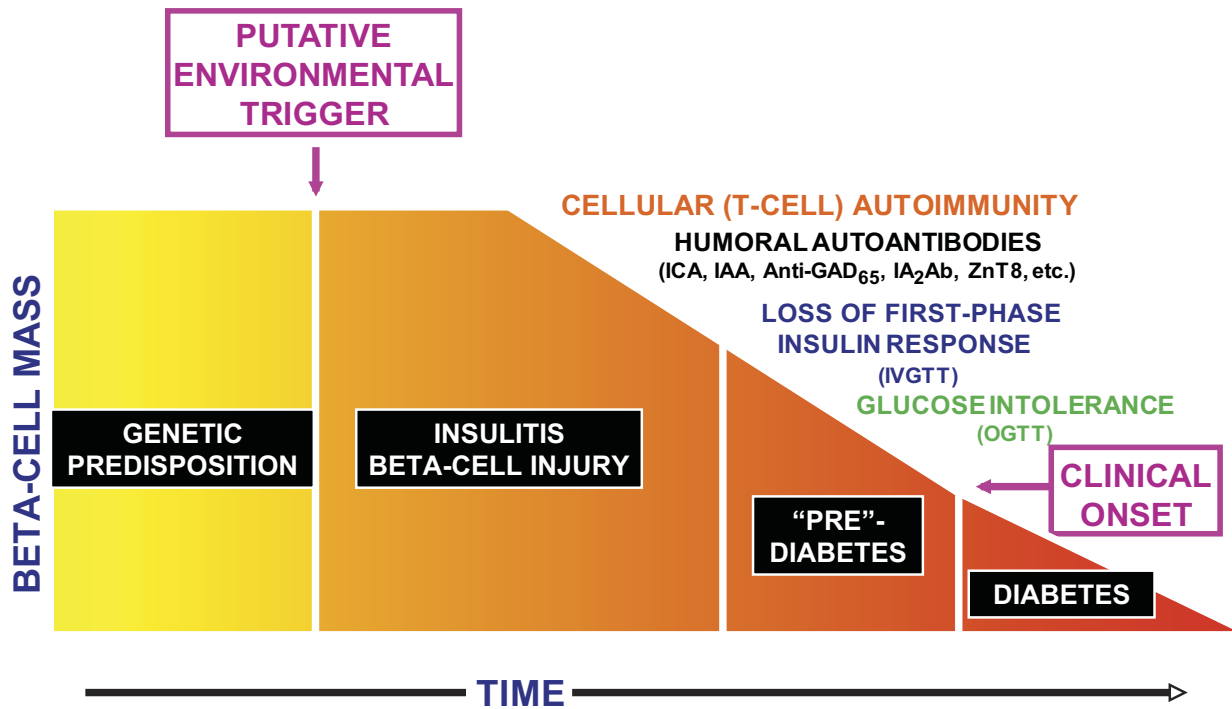 PUTATIVE
ENVIRONMENTAL
TRIGGER
CELLULAR (T-CELL) AUTOIMMUNITY
HUMORAL AUTOANTIBODIES
(ICA, IAA, Anti-GAD65, IA2Ab, ZnT8, etc.)
LOSS OF FIRST-PHASE
INSULIN RESPONSE
(IVGTT)
GLUCOSE INTOLERANCE
(OGTT)
CLINICAL
ONSET
BETA-CELL MASS
GENETIC
PREDISPOSITION
INSULITIS
BETA-CELL INJURY
“PRE”-
DIABETES
DIABETES
TIME